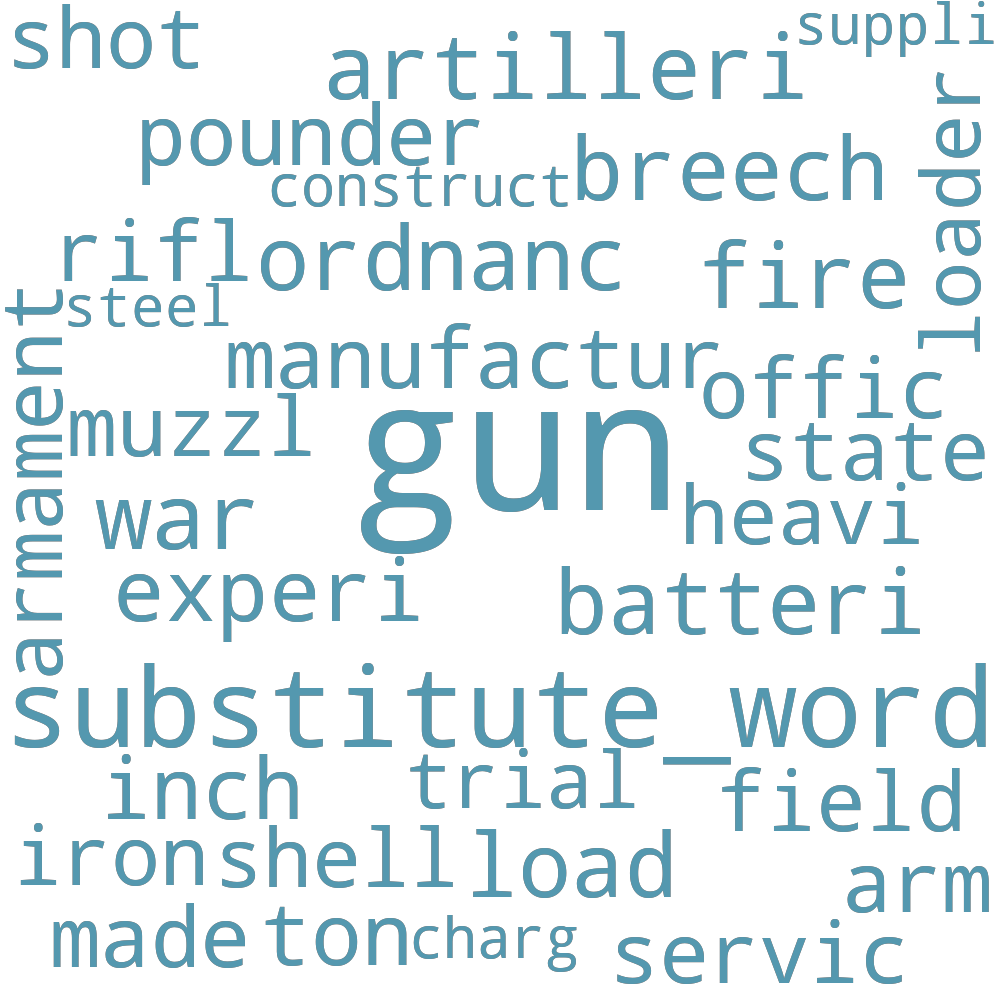 shot
suppli
artilleri
pounder
loader
breech
construct
rifl
ordnanc
fire
steel
armament
manufactur
offic
muzzl
gun
state
war
heavi
experi
batteri
substitute_word
inch
trial
field
iron
shell
load
arm
made
ton
charg
servic